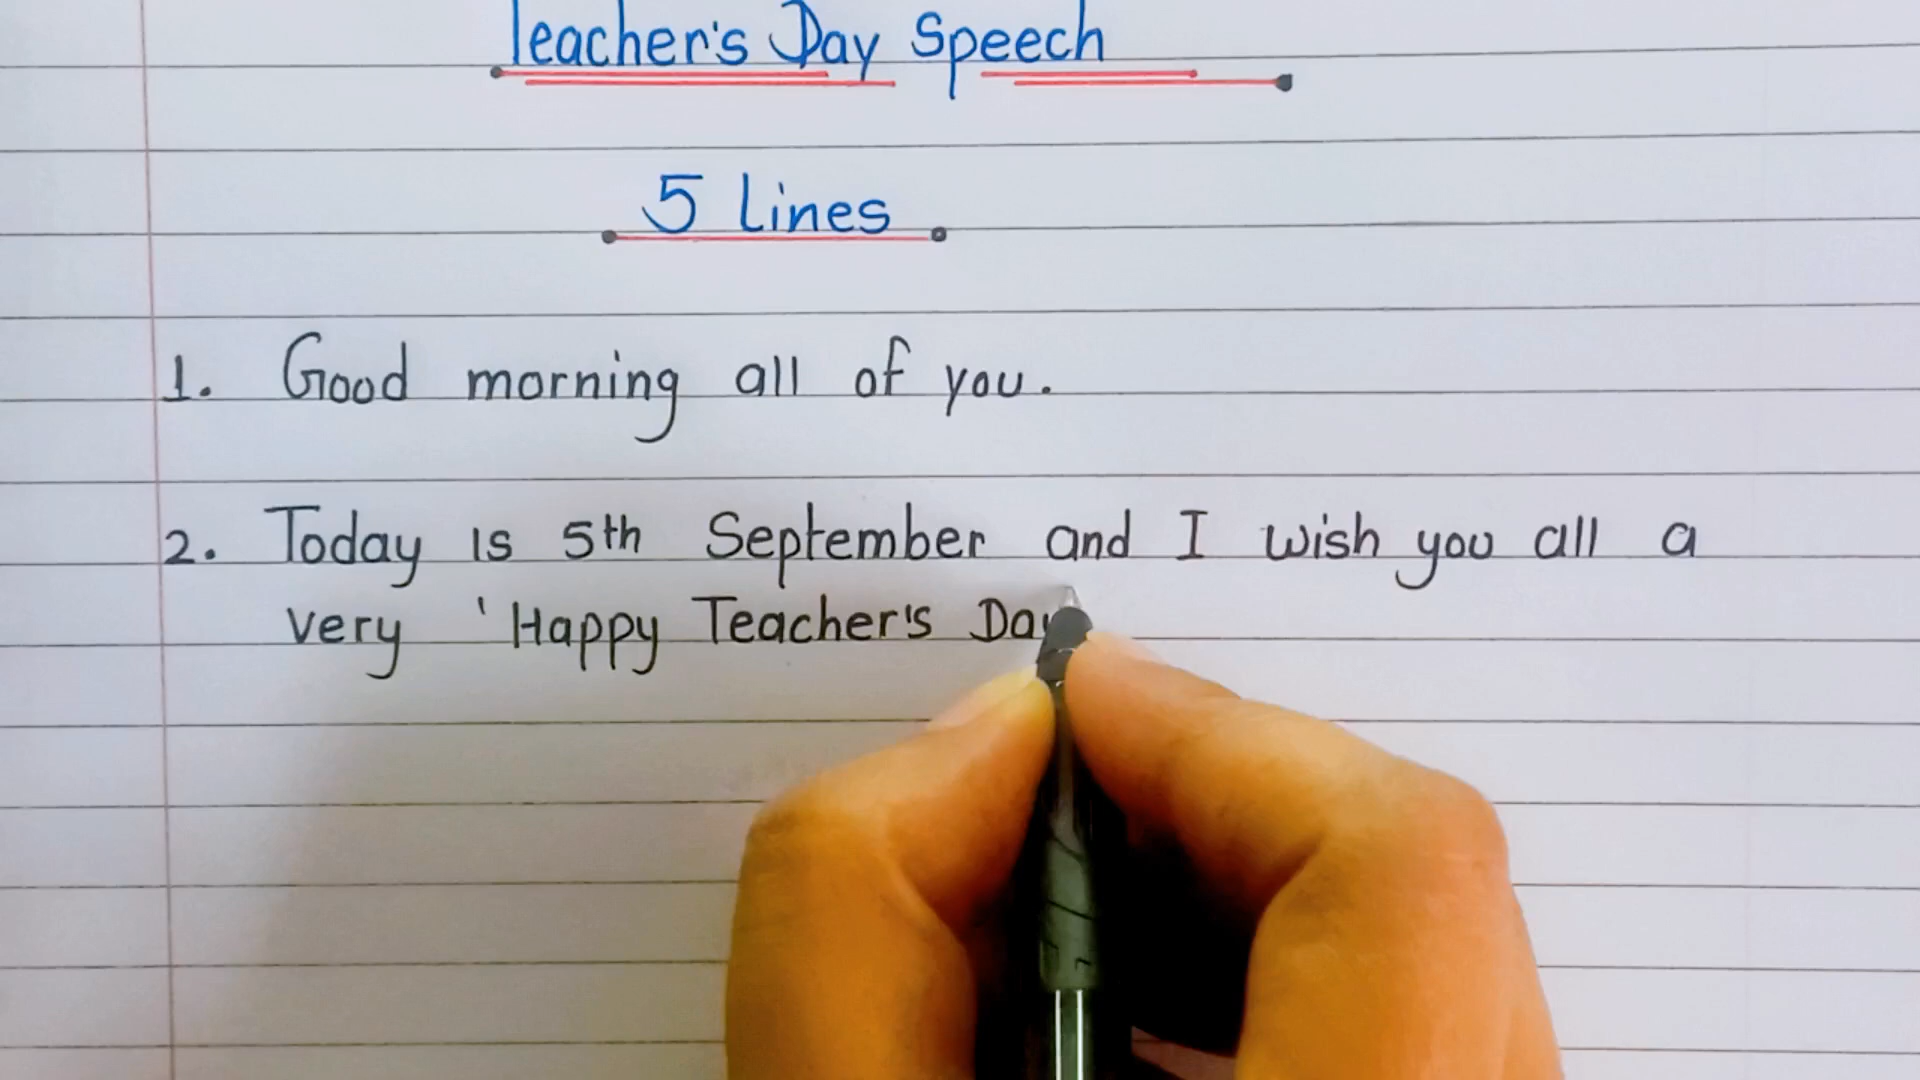 Teacher's Day Speech
5 Lines
1. Good morning all of you.
2. Today is 5th September and I wish you all a
very 'Happy Teacher's Day